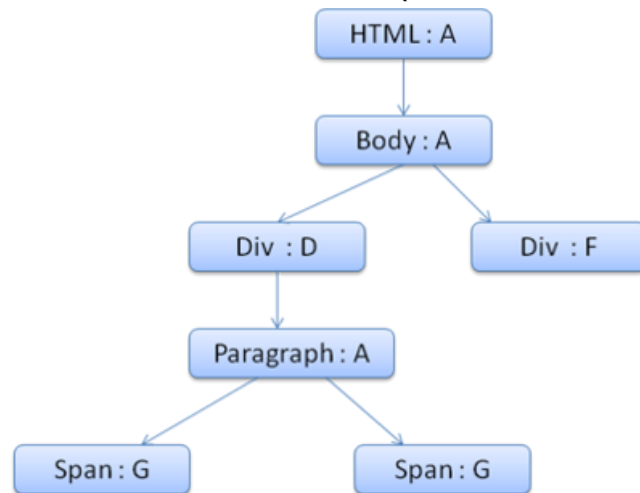 HTML : A
Body : A
Div : D
Div : F
Paragraph : A
Span : G
Span : G